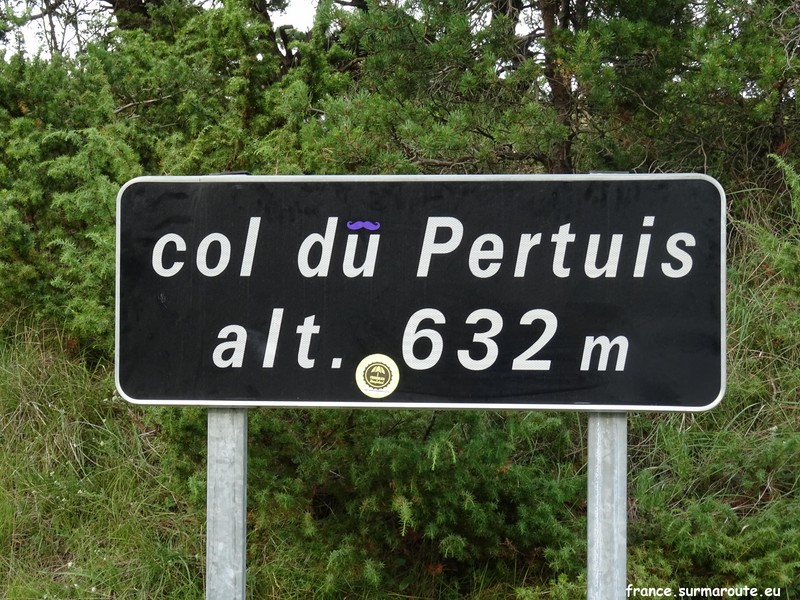 col du Pertuis
alt. 632 m
france.surmaroute.eu